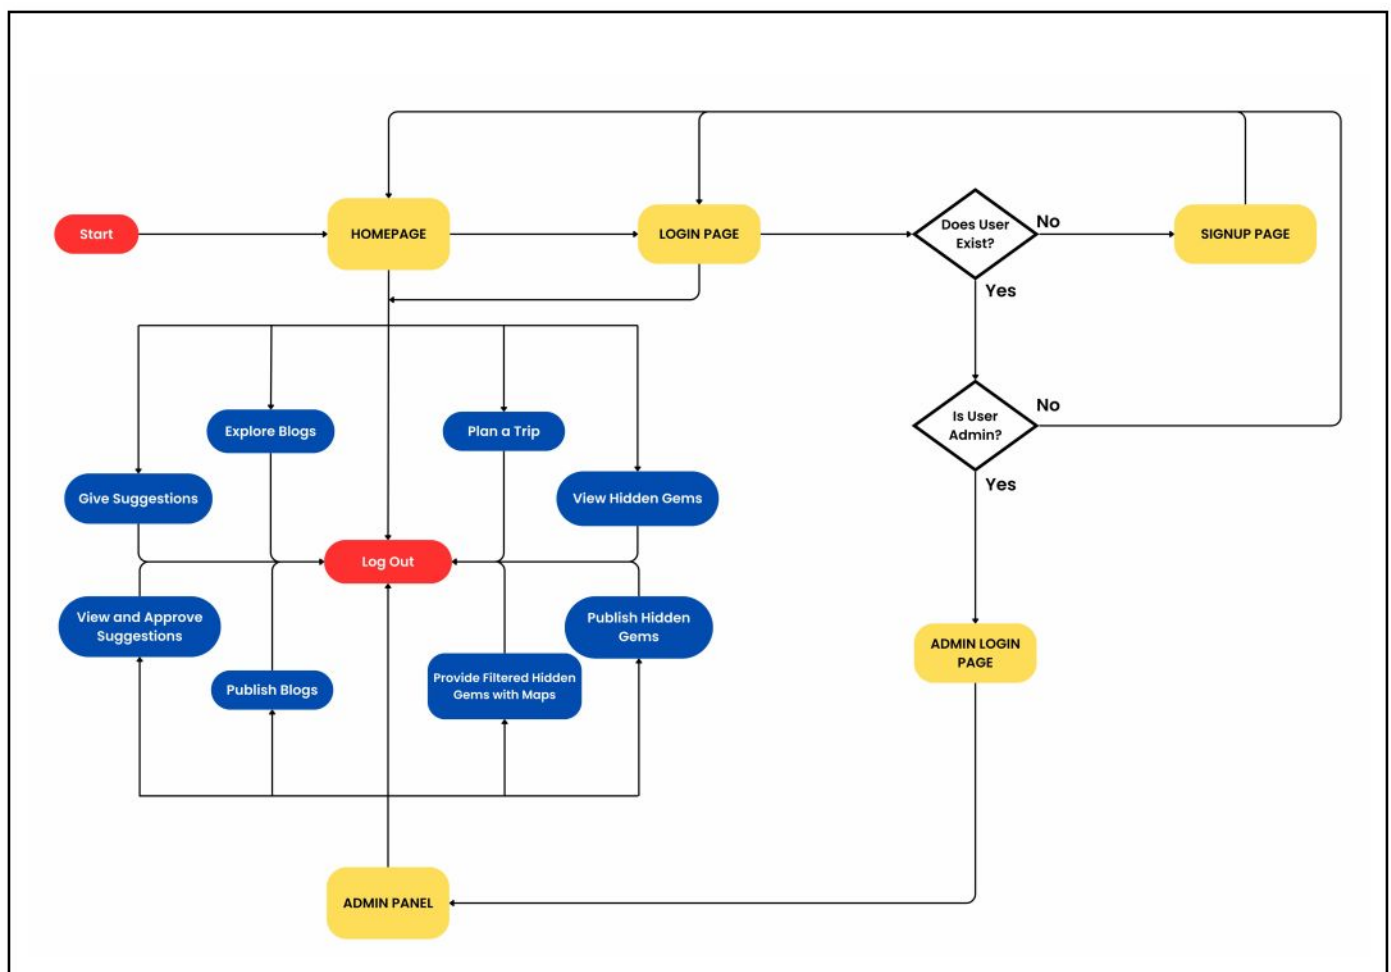 Start
HOMEPAGE
LOGIN PAGE
Does User
Exist?
No
SIGNUP PAGE
Yes
Is User
Admin?
No
Yes
Explore Blogs
Plan a Trip
Give Suggestions
View Hidden Gems
Log Out
View and Approve
Suggestions
Publish Hidden
Gems
Publish Blogs
Provide Filtered Hidden
Gems with Maps
ADMIN LOGIN
PAGE
ADMIN PANEL